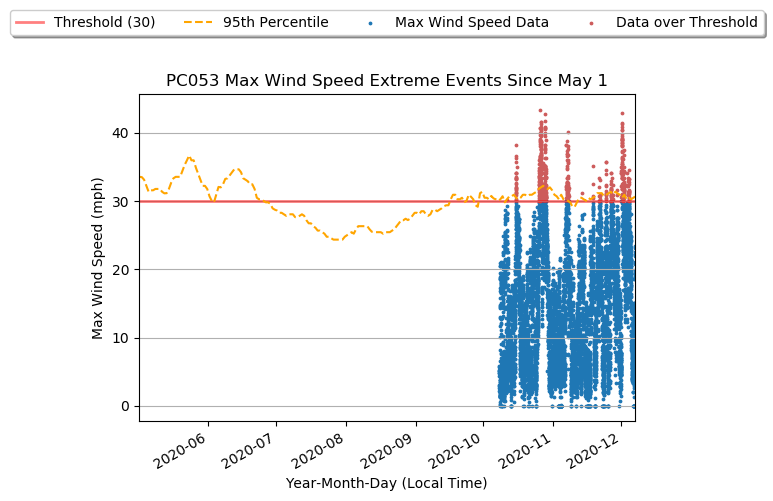 Threshold (30) 95th Percentile Max Wind Speed Data Data over Threshold
PC053 Max Wind Speed Extreme Events Since May 1
40
30
20
10
0
Max Wind Speed (mph)
2020-06 2020-07 2020-08 2020-09 2020-10 2020-11 2020-12
Year-Month-Day (Local Time)